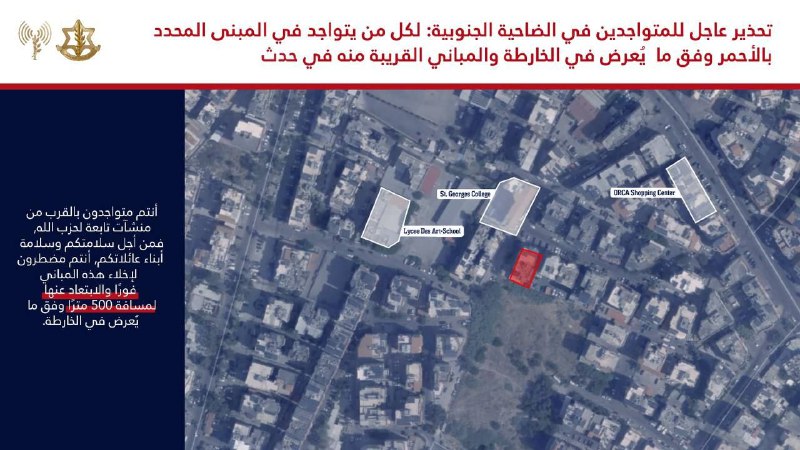 تحذير عاجل للمتواجدين في الضاحية الجنوبية: لكل من يتواجد في المبنى المحدد
بالأحمر وفق ما يُعرض في الخارطة والمباني القريبة منه في حدث
أنتم متواجدون بالقرب من
منشآت تابعة لحزب الله,
فمن أجل سلامتكم وسلامة
أبناء عائلاتكم, أنتم مضطرون
لإخلاء هذه المباني
فورًا والابتعاد عنها
لمسافة 500 مترًا وفق ما
يُعرض في الخارطة.
ORCA Shopping Center
St. Georges College
Lycee Des Art-School